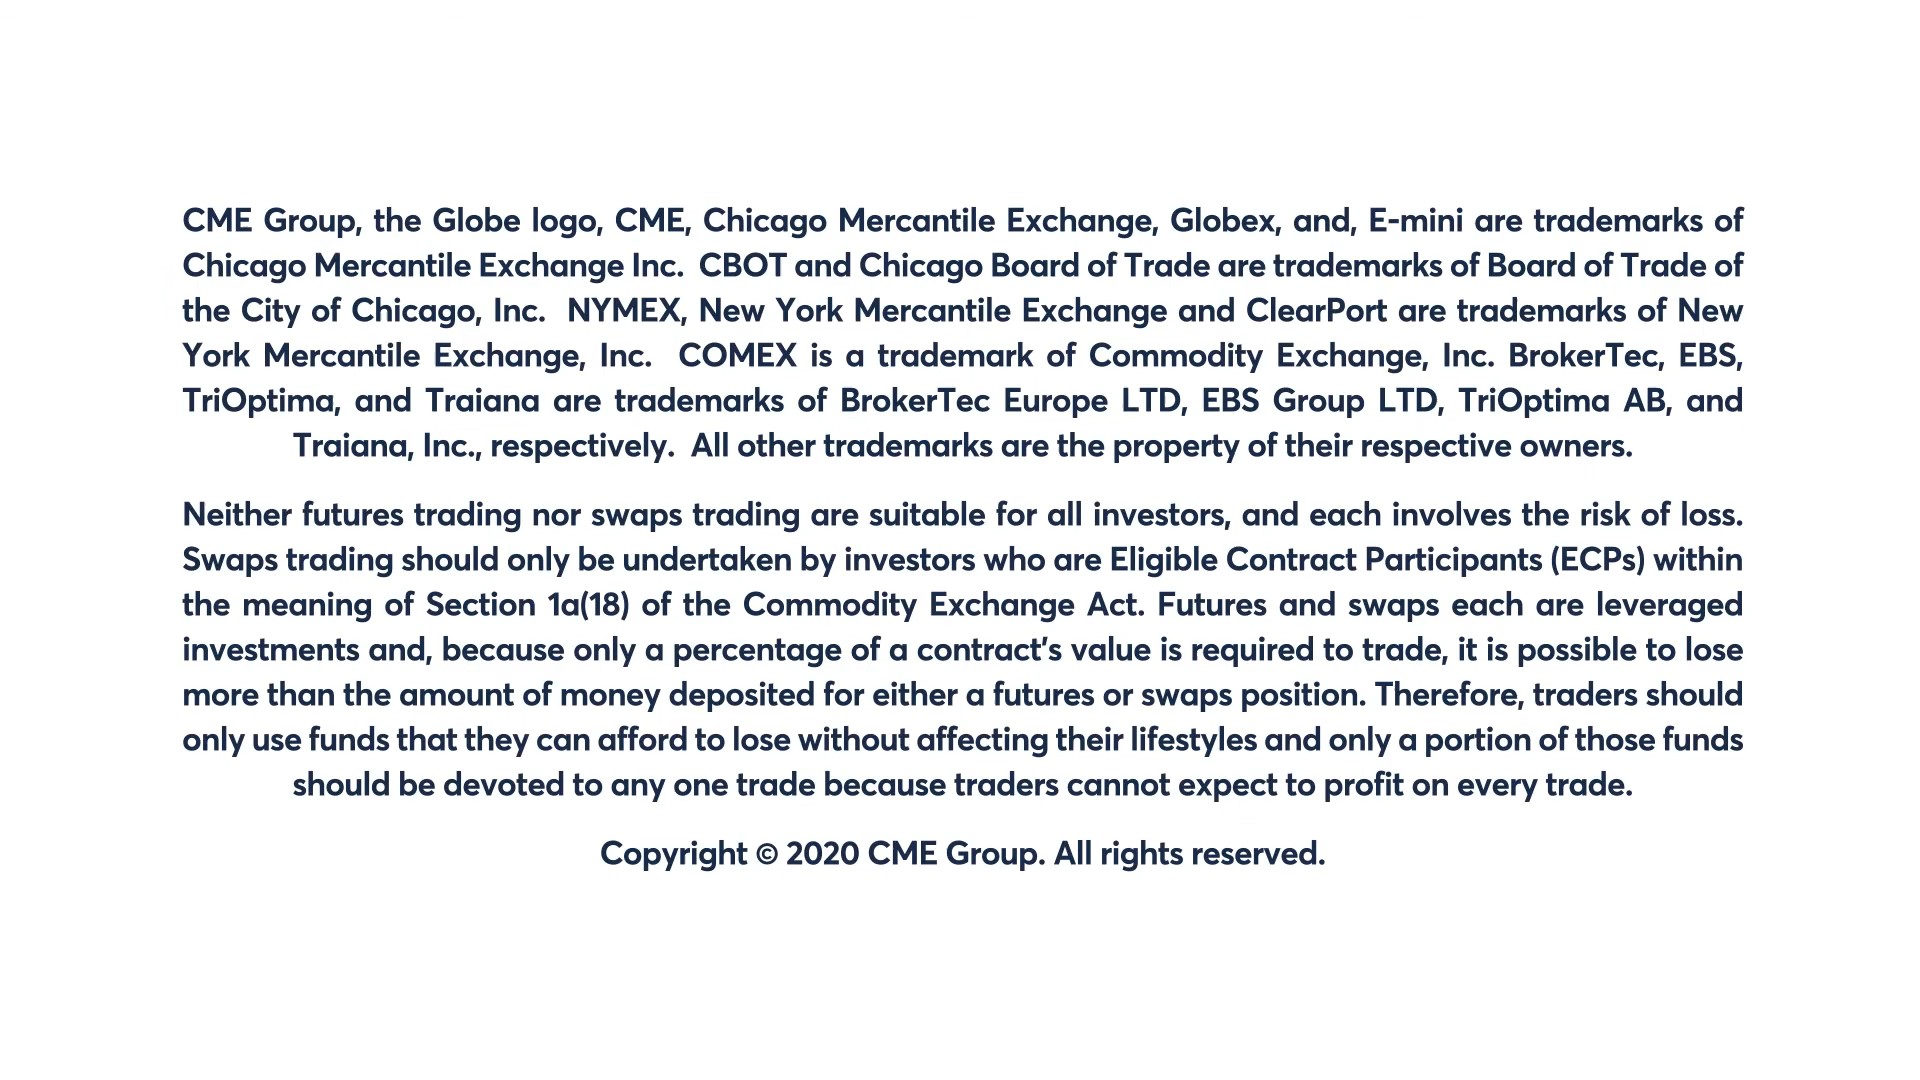 CME Group, the Globe logo, CME, Chicago Mercantile Exchange, Globex, and, E-mini are trademarks of
Chicago Mercantile Exchange Inc.  CBOT and Chicago Board of Trade are trademarks of Board of Trade of
the City of Chicago, Inc.  NYMEX, New York Mercantile Exchange and ClearPort are trademarks of New
York Mercantile Exchange, Inc.  COMEX is a trademark of Commodity Exchange, Inc. BrokerTec, EBS,
TriOptima, and Traiana are trademarks of BrokerTec Europe LTD, EBS Group LTD, TriOptima AB, and
Traiana, Inc., respectively.  All other trademarks are the property of their respective owners.
Neither futures trading nor swaps trading are suitable for all investors, and each involves the risk of loss.
Swaps trading should only be undertaken by investors who are Eligible Contract Participants (ECPs) within
the meaning of Section 1a(18) of the Commodity Exchange Act. Futures and swaps each are leveraged
investments and, because only a percentage of a contract's value is required to trade, it is possible to lose
more than the amount of money deposited for either a futures or swaps position. Therefore, traders should
only use funds that they can afford to lose without affecting their lifestyles and only a portion of those funds
should be devoted to any one trade because traders cannot expect to profit on every trade.
Copyright © 2020 CME Group. All rights reserved.